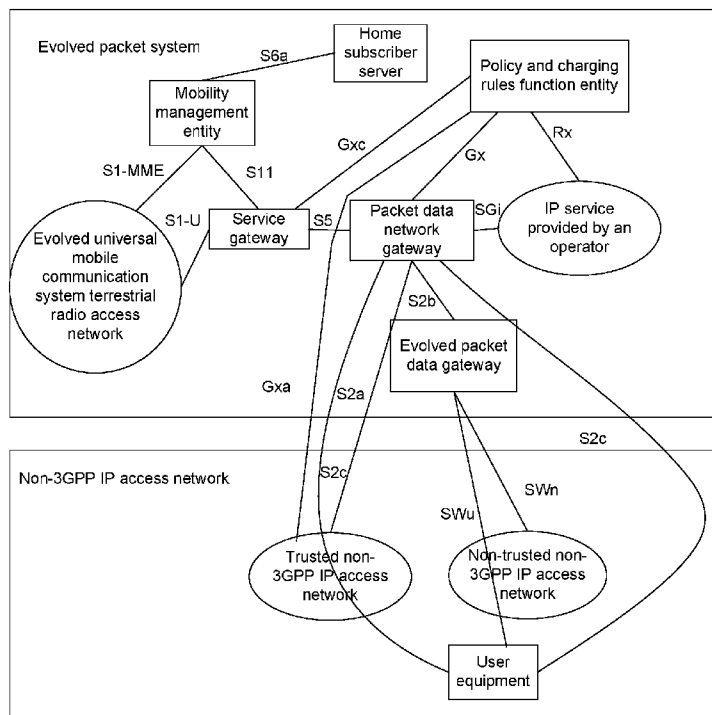 Evolved packet system
Home
subscriber
server
S6a
Policy and charging
rules function entity
Mobility
management
entity
Gxc
Gx
Rx
S1-MME
S11
S1-U
Service
gateway
S5
Packet data
network
gateway
SGi
IP service
provided by an
operator
Evolved universal
mobile
communication
system terrestrial
radio access
network
S2b
Evolved packet
data gateway
Gxa
S2a
S2c
Non-3GPP IP access network
S2c
SWn
SWu
Trusted non-
3GPP IP access
network
Non-trusted non-
3GPP IP access
network
User
equipment